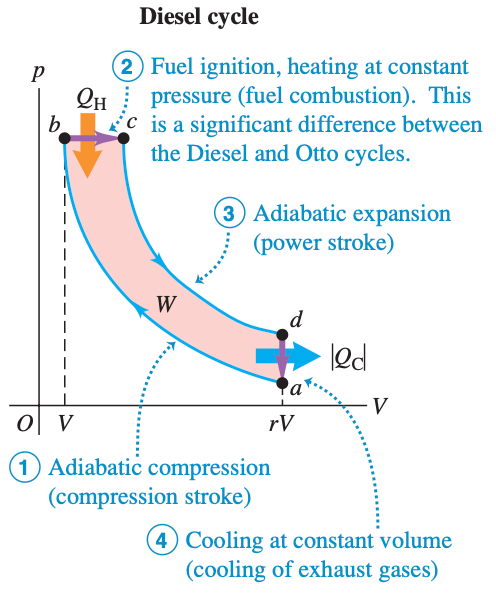 Diesel cycle
p
② Fuel ignition, heating at constant
pressure (fuel combustion). This
is a significant difference between
the Diesel and Otto cycles.
Q_H
b
c
③ Adiabatic expansion
(power stroke)
W
d
|Q_C|
a
V
O
V
rV
① Adiabatic compression
(compression stroke)
④ Cooling at constant volume
(cooling of exhaust gases)